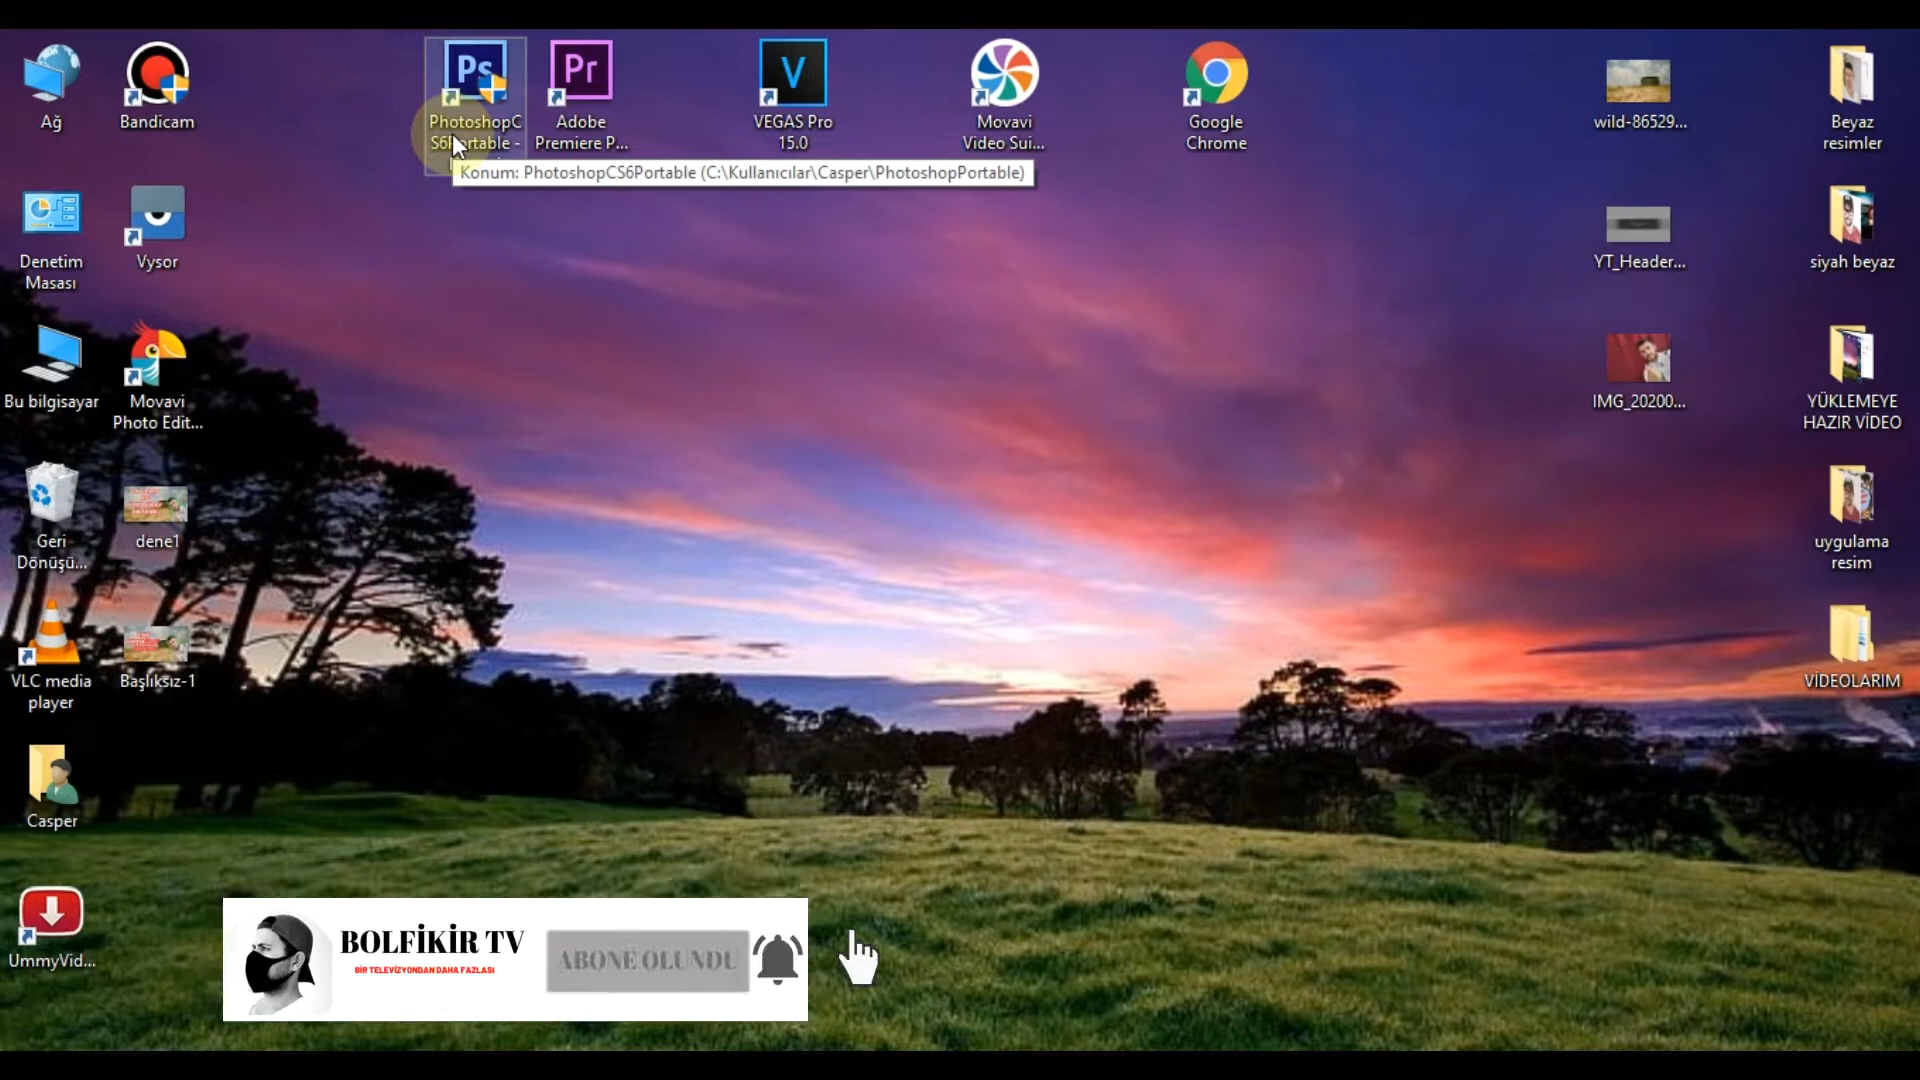 Ağ
Bandicam
Ps
PhotoshopC
S6Portable -
Pr
Adobe
Premiere P...
V
VEGAS Pro
15.0
Movavi
Video Sui...
Google
Chrome
wild-86529...
Beyaz
resimler
Konum: PhotoshopCS6Portable (C:\Kullanıcılar\Casper\PhotoshopPortable)
Denetim
Masası
Vysor
YT_Header...
siyah beyaz
Bu bilgisayar
Movavi
Photo Edit...
IMG_20200...
YÜKLEMEYE
HAZIR VİDEO
Geri
Dönüşü...
dene1
uygulama
resim
VLC media
player
Başlıksız-1
VİDEOLARIM
Casper
UmmyVid...
BOLFİKİR TV
BİR TELEVİZYONDAN DAHA FAZLASI
ABONE OLUNDU